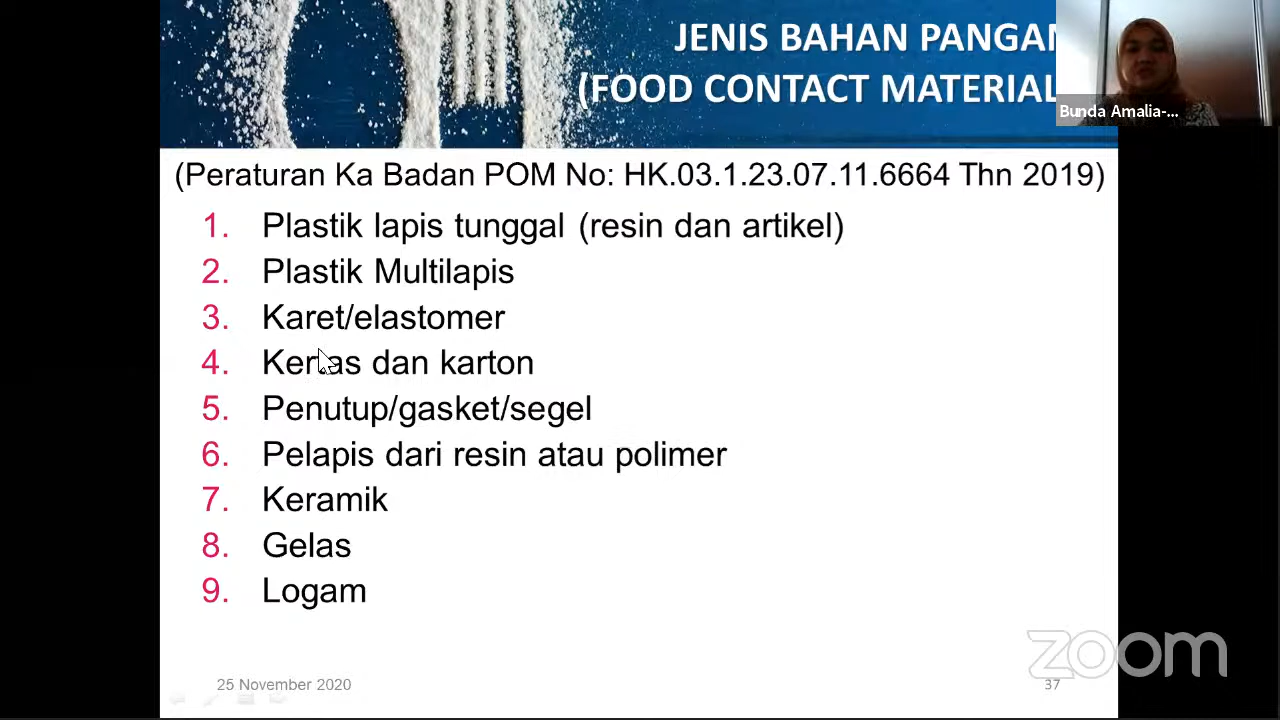 JENIS BAHAN PANGAN
(FOOD CONTACT MATERIAL
Bunda Amalia-...
(Peraturan Ka Badan POM No: HK.03.1.23.07.11.6664 Thn 2019)
1. Plastik lapis tunggal (resin dan artikel)
2. Plastik Multilapis
3. Karet/elastomer
4. Kertas dan karton
5. Penutup/gasket/segel
6. Pelapis dari resin atau polimer
7. Keramik
8. Gelas
9. Logam
zoom
25 November 2020
37